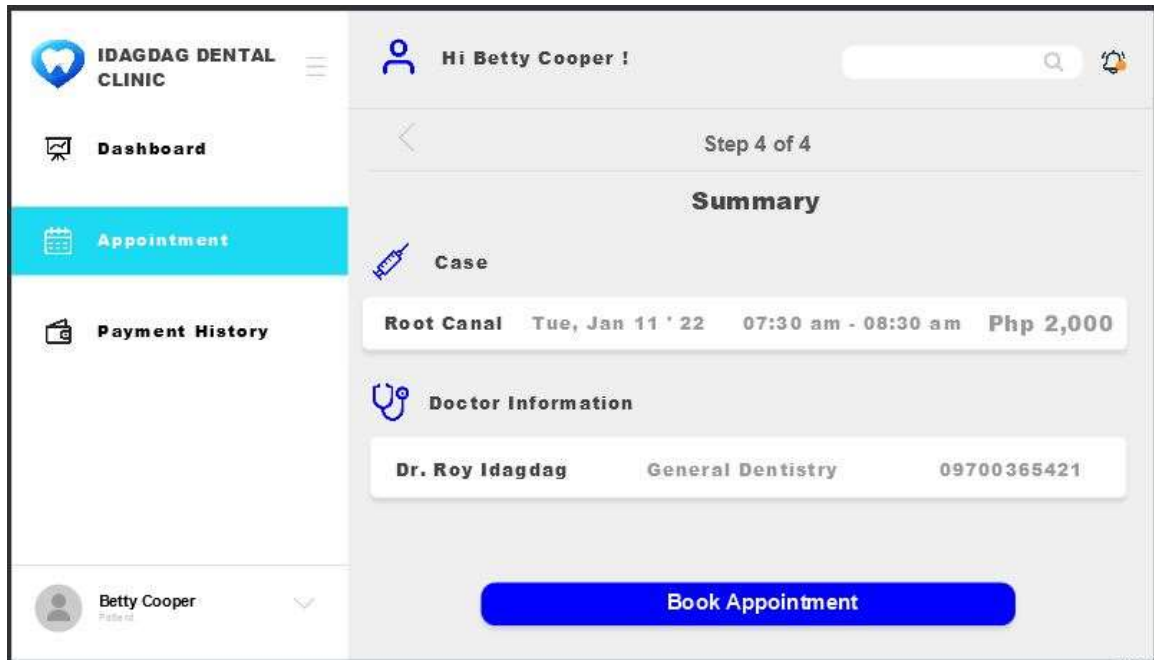 IDAGDAG DENTAL
CLINIC
Dashboard
Appointment
Payment History
Betty Cooper
Patient
Hi Betty Cooper !
Step 4 of 4
Summary
Case
Root Canal Tue, Jan 11 ' 22 07:30 am - 08:30 am Php 2,000
Doctor Information
Dr. Roy Idagdag General Dentistry 09700365421
Book Appointment